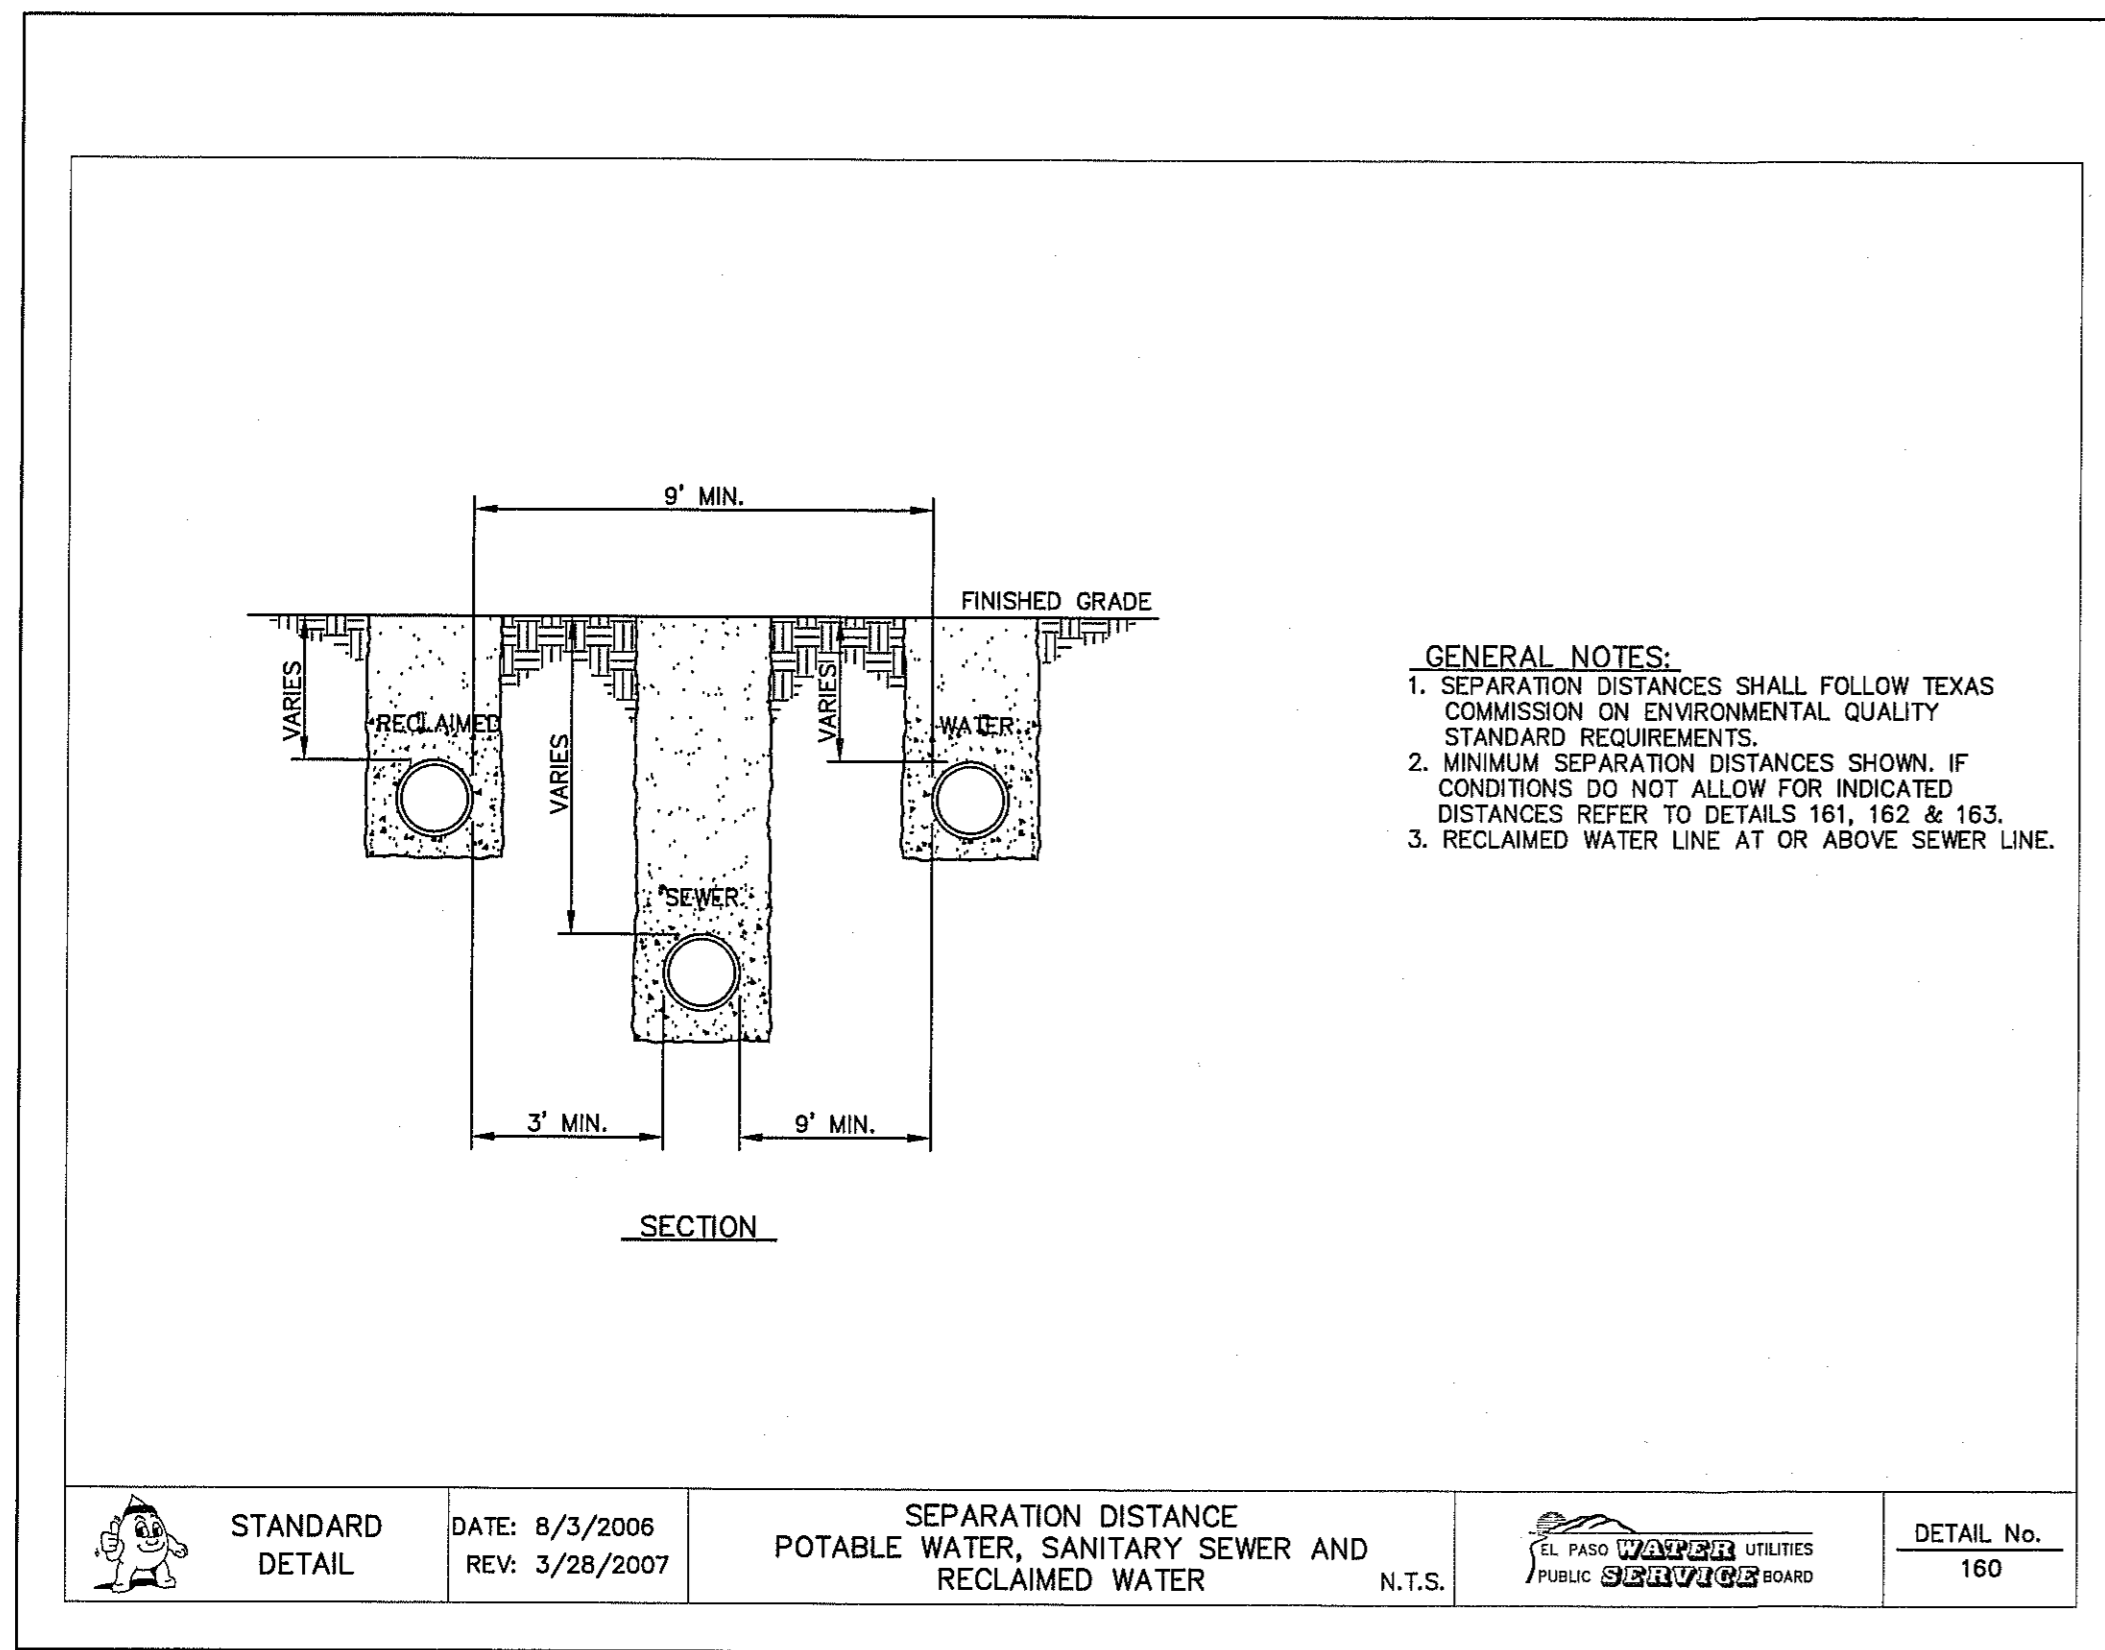 9' MIN.
FINISHED GRADE
VARIES
RECLAIMED
VARIES
SEWER
VARIES
WATER
3' MIN.
9' MIN.
SECTION
GENERAL NOTES:
1. SEPARATION DISTANCES SHALL FOLLOW TEXAS
COMMISSION ON ENVIRONMENTAL QUALITY
STANDARD REQUIREMENTS.
2. MINIMUM SEPARATION DISTANCES SHOWN. IF
CONDITIONS DO NOT ALLOW FOR INDICATED
DISTANCES REFER TO DETAILS 161, 162 & 163.
3. RECLAIMED WATER LINE AT OR ABOVE SEWER LINE.
STANDARD
DETAIL
DATE: 8/3/2006
REV: 3/28/2007
SEPARATION DISTANCE
POTABLE WATER, SANITARY SEWER AND
RECLAIMED WATER
N.T.S.
EL PASO WATER UTILITIES
PUBLIC SERVICE BOARD
DETAIL No.
160